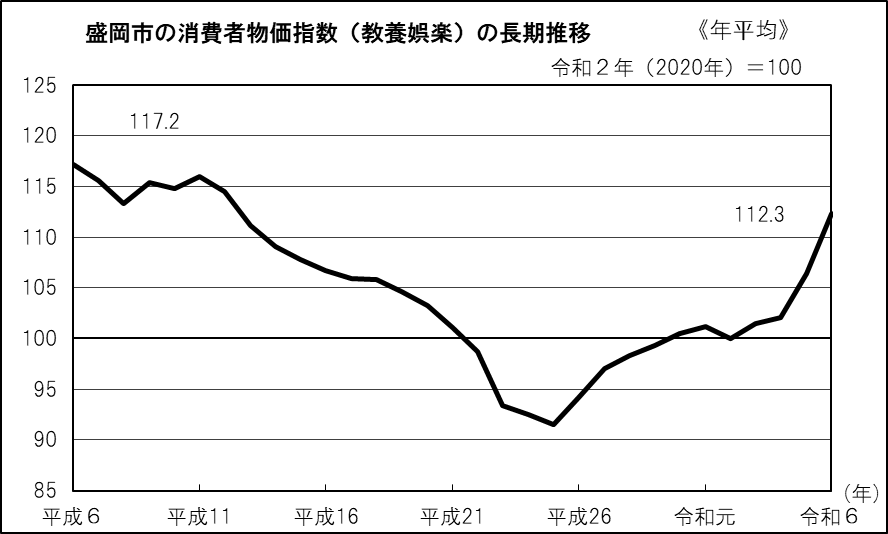 盛岡市の消費者物価指数（教養娯楽）の長期推移 《年平均》
令和２年（2020年）＝100
125
120
115
110
105
100
95
90
85
117.2
112.3
平成６ 平成11 平成16 平成21 平成26 令和元 令和６
(年)